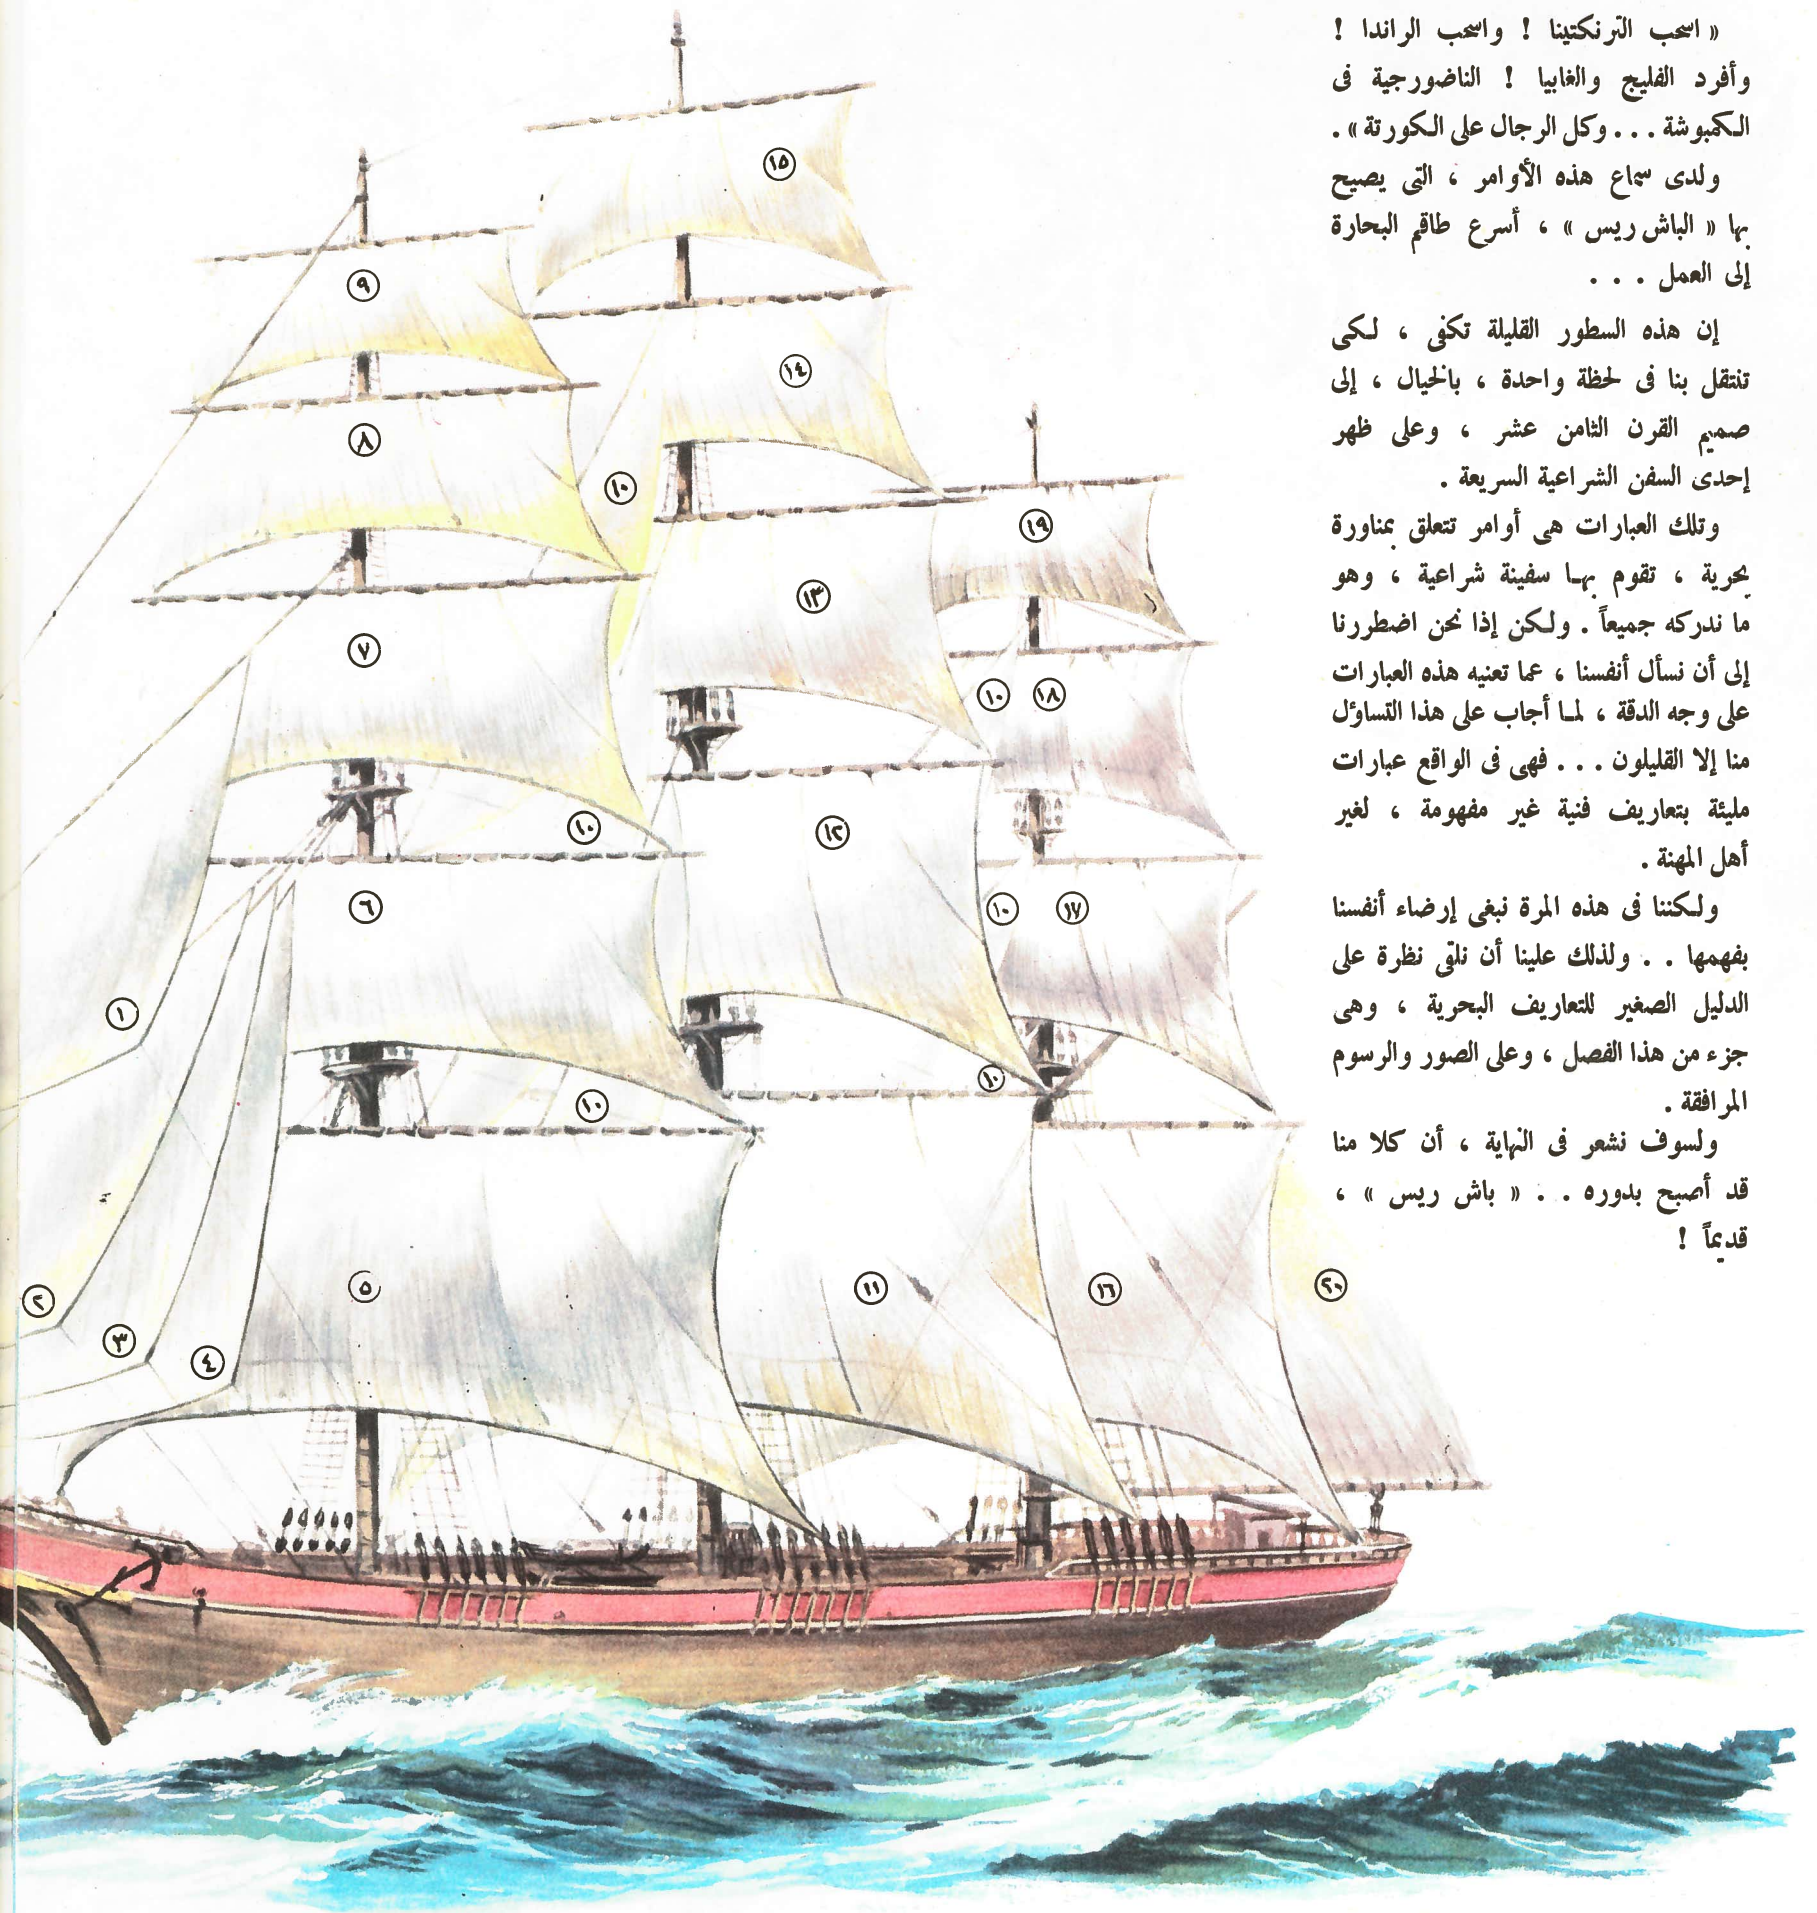 « اسحب الترنكتينا ! واسحب الراندا !
وأفرد الفليج والغابيا ! الناضورجية فى
الكمبوشة . . . وكل الرجال على الكورتة » .
ولدى سماع هذه الأوامر ، التى يصيح
بها « الباش ريس » ، أسرع طاقم البحارة
إلى العمل . . .
إن هذه السطور القليلة تكفى ، لكى
تنتقل بنا فى لحظة واحدة ، بالخيال ، إلى
صميم القرن الثامن عشر ، وعلى ظهر
إحدى السفن الشراعية السريعة .
وتلك العبارات هى أوامر تتعلق بمناورة
بحرية ، تقوم بها سفينة شراعية ، وهو
ما ندركه جميعاً . ولكن إذا نحن اضطررنا
إلى أن نسأل أنفسنا ، عما تعنيه هذه العبارات
على وجه الدقة ، لما أجاب على هذا التساؤل
منا إلا القليلون . . . فهى فى الواقع عبارات
مليئة بتعاريف فنية غير مفهومة ، لغير
أهل المهنة .
ولكننا فى هذه المرة نبغى إرضاء أنفسنا
بفهمها . . ولذلك علينا أن نلقى نظرة على
الدليل الصغير للتعاريف البحرية ، وهى
جزء من هذا الفصل ، وعلى الصور والرسوم
المرافقة .
ولسوف نشعر فى النهاية ، أن كلا منا
قد أصبح بدوره . . « باش ريس » ،
قديماً !
١٥
٩
١٤
٨
١٠
١٩
١٣
٧
١٠
١٨
١٠
١٢
٦
١٠
١٧
١
١٠
١٠
٢
٣
٤
٥
١١
١٦
٢٠